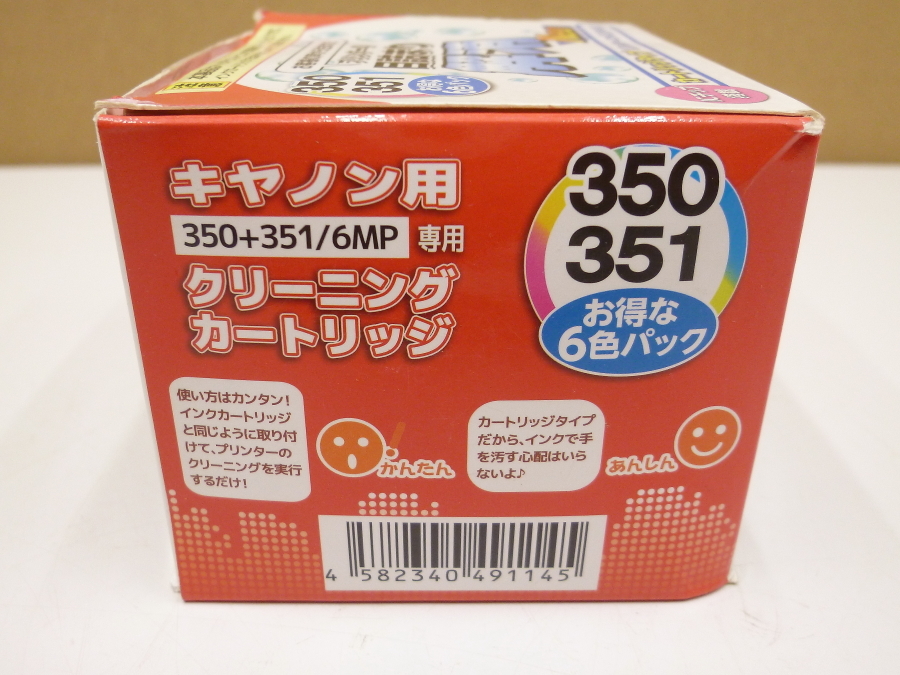 350
351
キヤノン用
350+351/6MP 専用
クリーニング
カートリッジ
350
351
お得な
6色パック
使い方はカンタン!
インクカートリッジ
と同じように取り付
けて、プリンターの
クリーニングを実行
するだけ!
かんたん
カートリッジタイプ
だから、インクで手
を汚す心配はいら
ないよ♪
あんしん
4 582340 491145